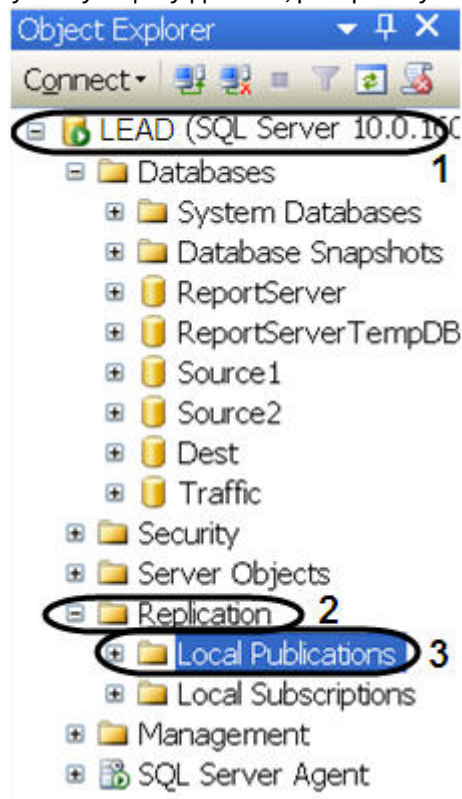 Object Explorer
Connect
LEAD (SQL Server 10.0.160
1
Databases
System Databases
Database Snapshots
ReportServer
ReportServerTempDB
Source1
Source2
Dest
Traffic
Security
Server Objects
Replication 2
Local Publications 3
Local Subscriptions
Management
SQL Server Agent